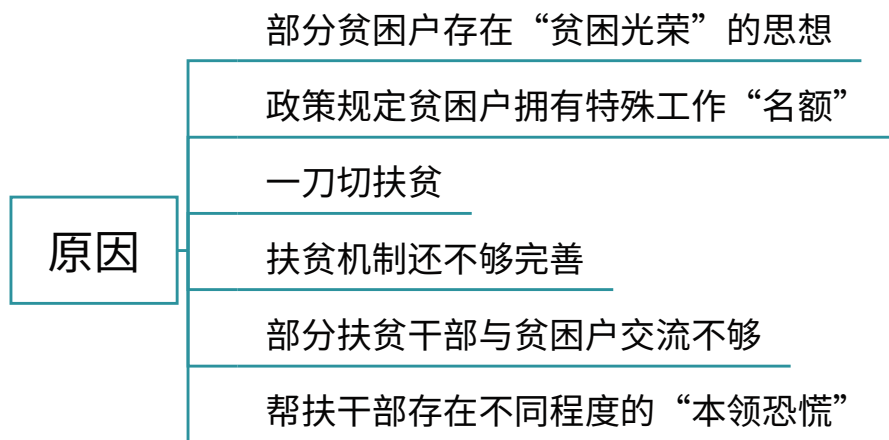 部分贫困户存在“贫困光荣”的思想
政策规定贫困户拥有特殊工作“名额”
一刀切扶贫
原因
扶贫机制还不够完善
部分扶贫干部与贫困户交流不够
帮扶干部存在不同程度的“本领恐慌”